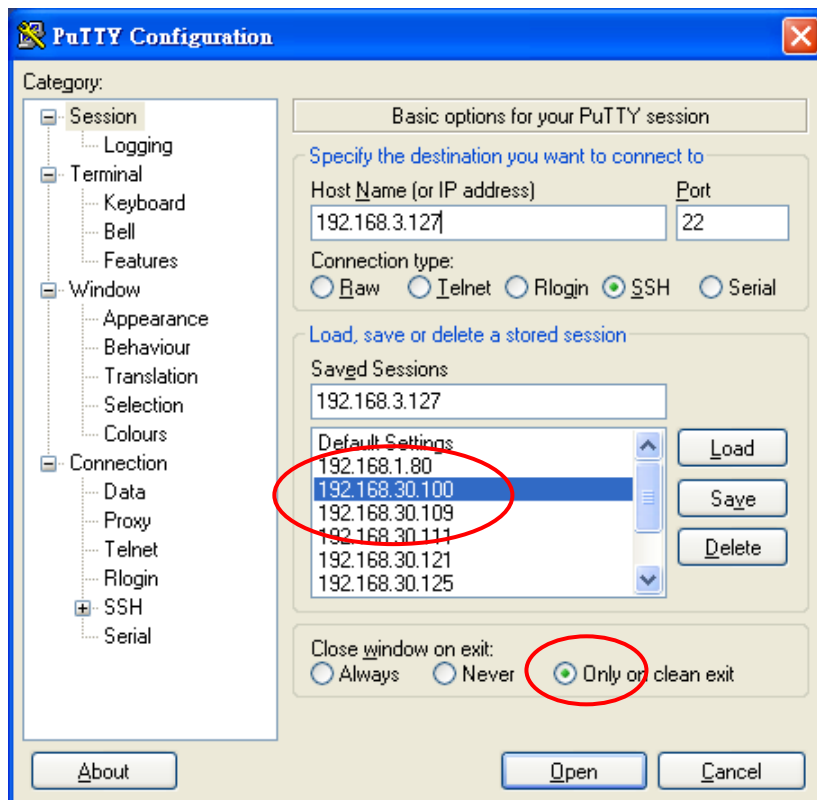 PuTTY Configuration
Category:
Session
Logging
Terminal
Keyboard
Bell
Features
Window
Appearance
Behaviour
Translation
Selection
Colours
Connection
Data
Proxy
Telnet
Rlogin
SSH
Serial
Basic options for your PuTTY session
Specify the destination you want to connect to
Host Name (or IP address) Port
192.168.3.127 22
Connection type:
Raw Telnet Rlogin SSH Serial
Load, save or delete a stored session
Saved Sessions
192.168.3.127
Default Settings
192.168.1.80
192.168.30.100
192.168.30.109
192.168.30.111
192.168.30.121
192.168.30.125
Load
Save
Delete
Close window on exit:
Always Never Only on clean exit
About Open Cancel